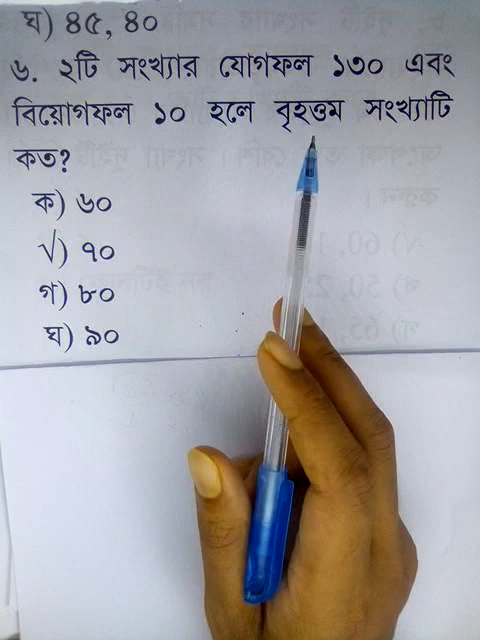 ঘ) ৪৫, ৪০
৬. ২টি সংখ্যার যোগফল ১৩০ এবং
বিয়োগফল ১০ হলে বৃহত্তম সংখ্যাটি
কত?
ক) ৬০
√) ৭০
গ) ৮০
ঘ) ৯০